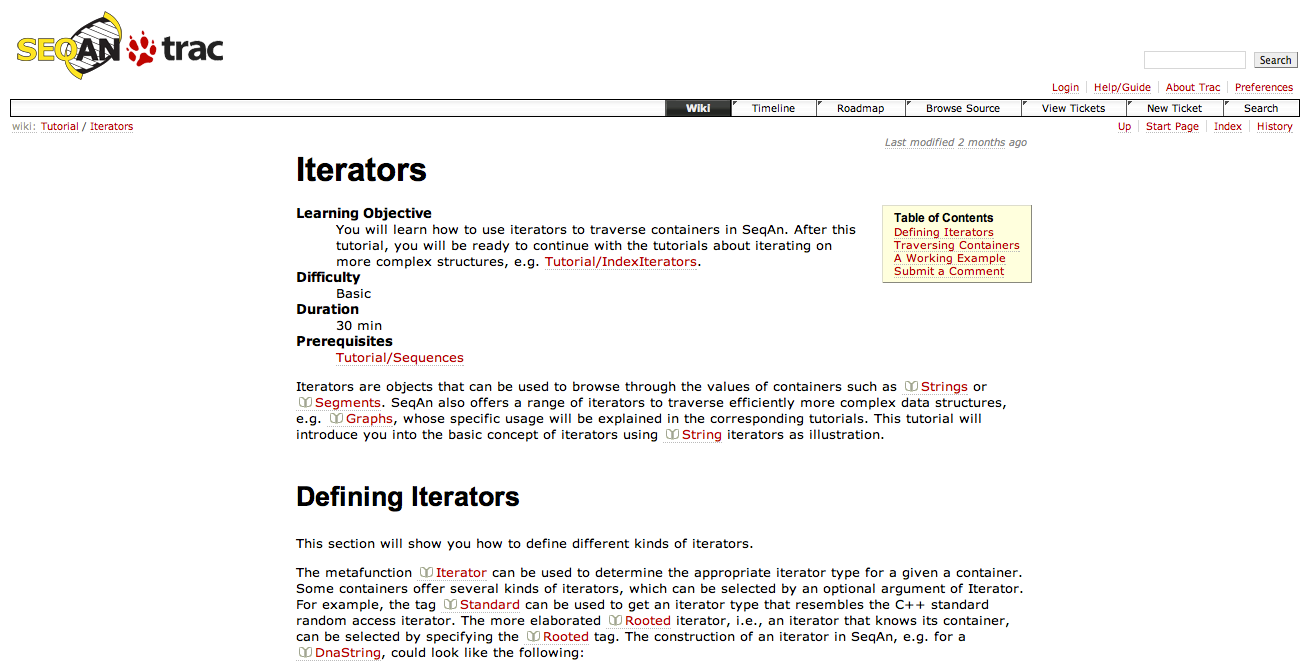 SEQAN trac
Search
Login Help/Guide About Trac Preferences
Wiki Timeline Roadmap Browse Source View Tickets New Ticket Search
wiki: Tutorial / Iterators
Up Start Page Index History
Last modified 2 months ago
Iterators
Learning Objective
You will learn how to use iterators to traverse containers in SeqAn. After this
tutorial, you will be ready to continue with the tutorials about iterating on
more complex structures, e.g. Tutorial/IndexIterators.
Difficulty
Basic
Duration
30 min
Prerequisites
Tutorial/Sequences
Table of Contents
Defining Iterators
Traversing Containers
A Working Example
Submit a Comment
Iterators are objects that can be used to browse through the values of containers such as Strings or
Segments. SeqAn also offers a range of iterators to traverse efficiently more complex data structures,
e.g. Graphs, whose specific usage will be explained in the corresponding tutorials. This tutorial will
introduce you into the basic concept of iterators using String iterators as illustration.
Defining Iterators
This section will show you how to define different kinds of iterators.
The metafunction Iterator can be used to determine the appropriate iterator type for a given a container.
Some containers offer several kinds of iterators, which can be selected by an optional argument of Iterator.
For example, the tag Standard can be used to get an iterator type that resembles the C++ standard
random access iterator. The more elaborated Rooted iterator, i.e., an iterator that knows its container,
can be selected by specifying the Rooted tag. The construction of an iterator in SeqAn, e.g. for a
DnaString, could look like the following: